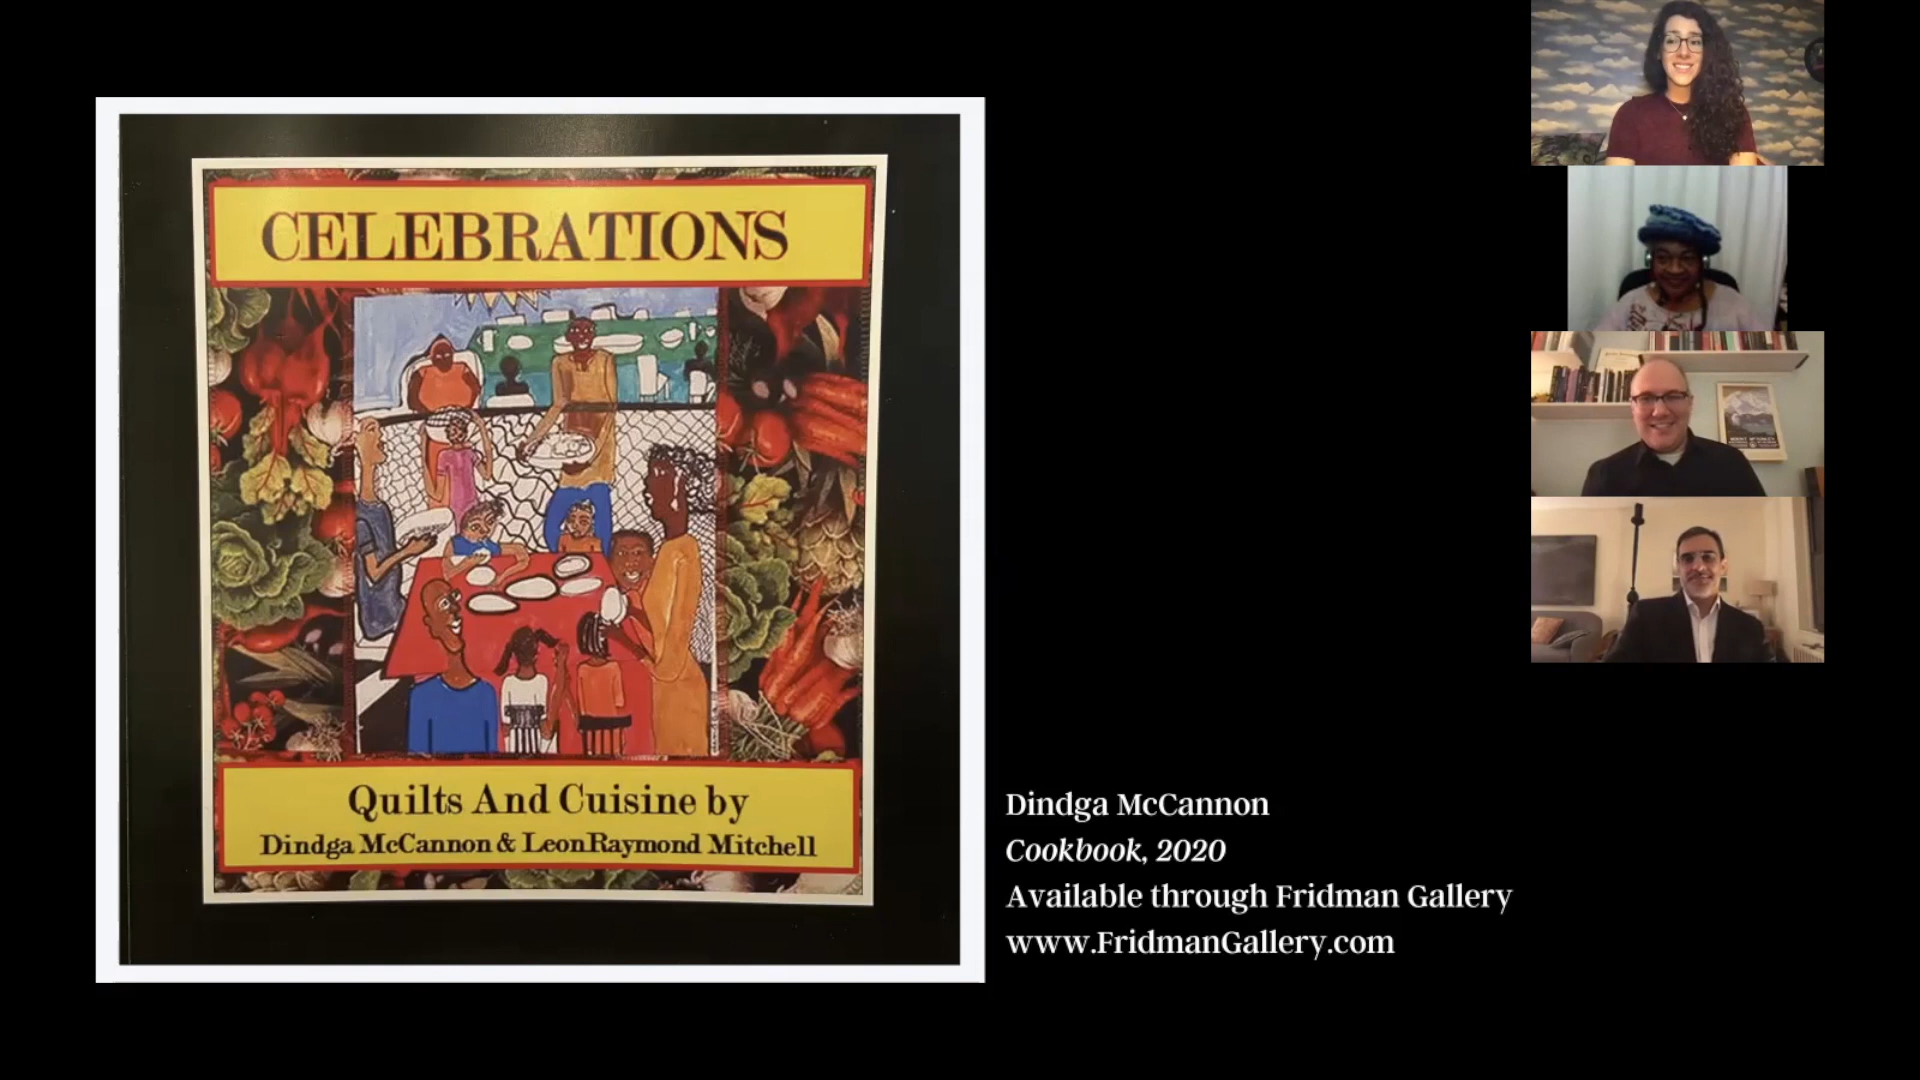 CELEBRATIONS
Quilts And Cuisine by
Dindga McCannon & LeonRaymond Mitchell
Dindga McCannon
Cookbook, 2020
Available through Fridman Gallery
www.FridmanGallery.com